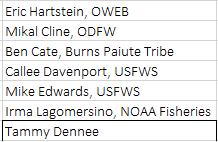 Eric Hartstein, OWEB
Mikal Cline, ODFW
Ben Cate, Burns Paiute Tribe
Callee Davenport, USFWS
Mike Edwards, USFWS
Irma Lagomersino, NOAA Fisheries
Tammy Dennee